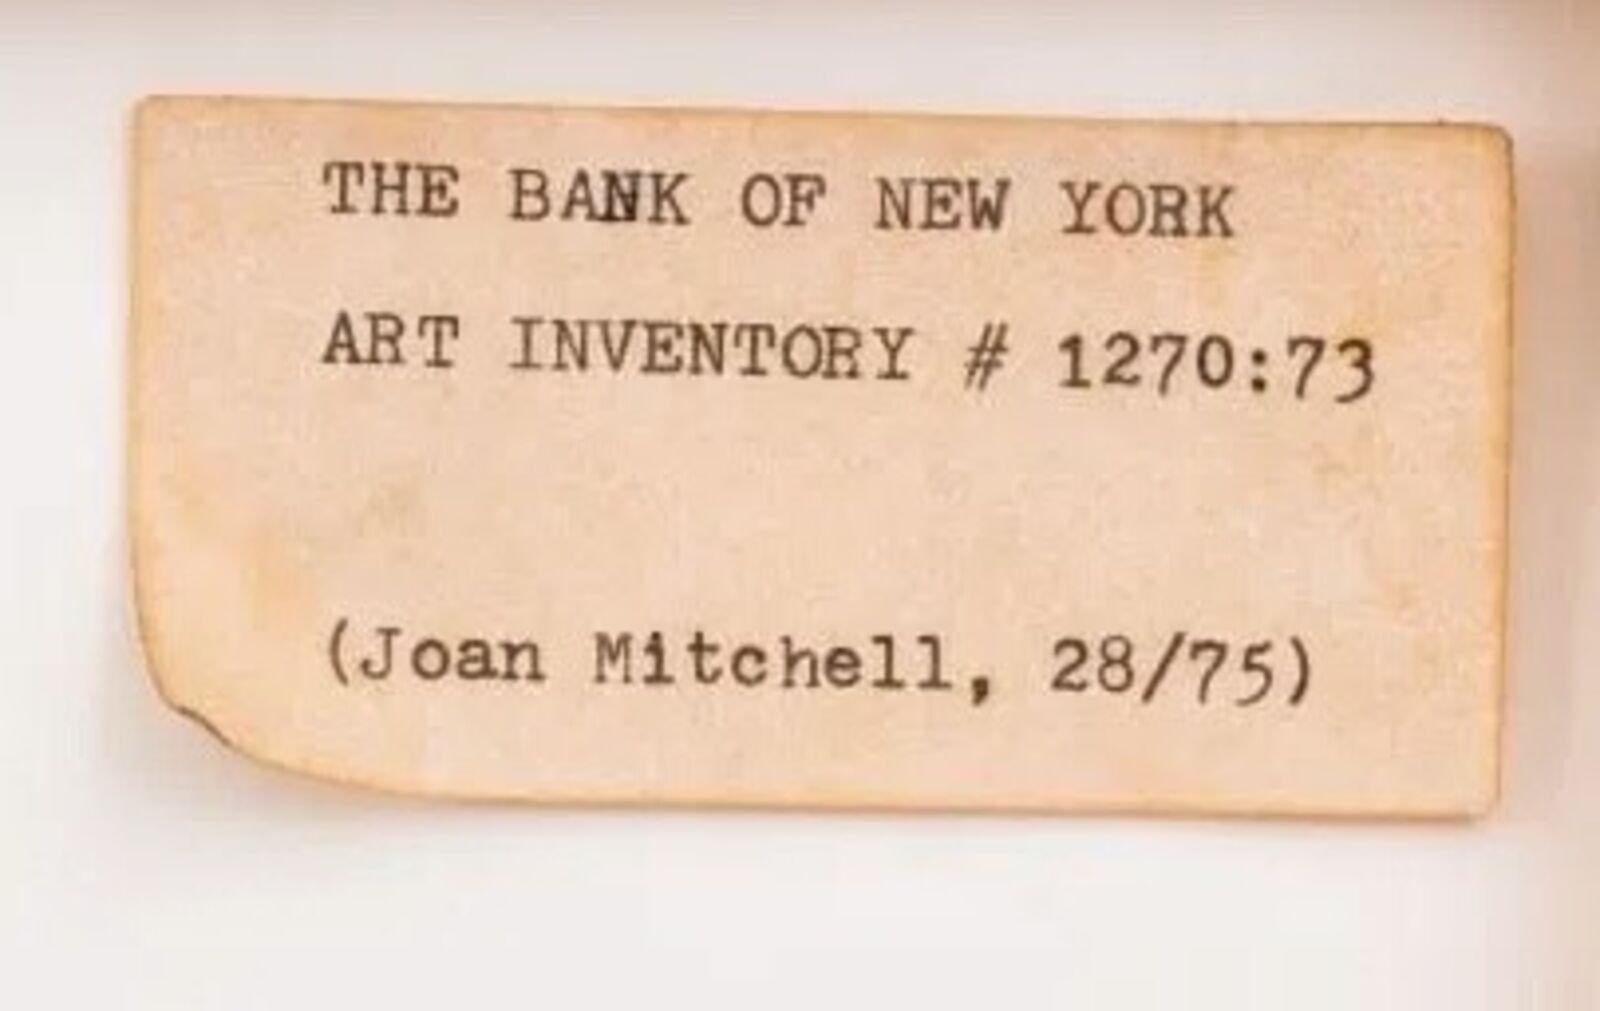 THE BANK OF NEW YORK
ART INVENTORY # 1270:73
(Joan Mitchell, 28/75)